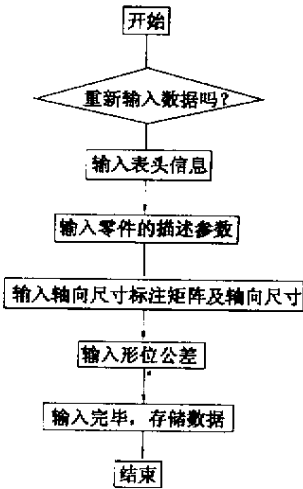 开始
重新输入数据吗？
输入表头信息
输入零件的描述参数
输入轴向尺寸标注矩阵及轴向尺寸
输入形位公差
输入完毕，存储数据
结束